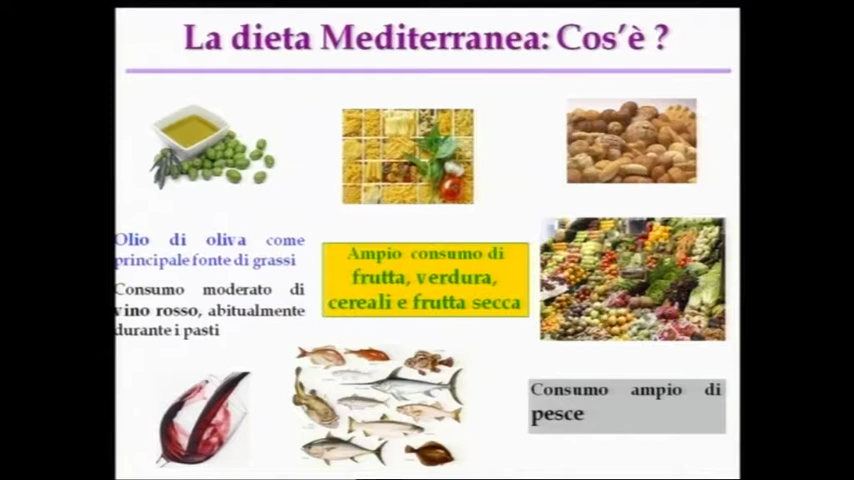 La dieta Mediterranea: Cos'è ?
Olio di oliva come
principale fonte di grassi
Consumo moderato di
vino rosso, abitualmente
durante i pasti
Ampio consumo di
frutta, verdura,
cereali e frutta secca
Consumo ampio di
pesce